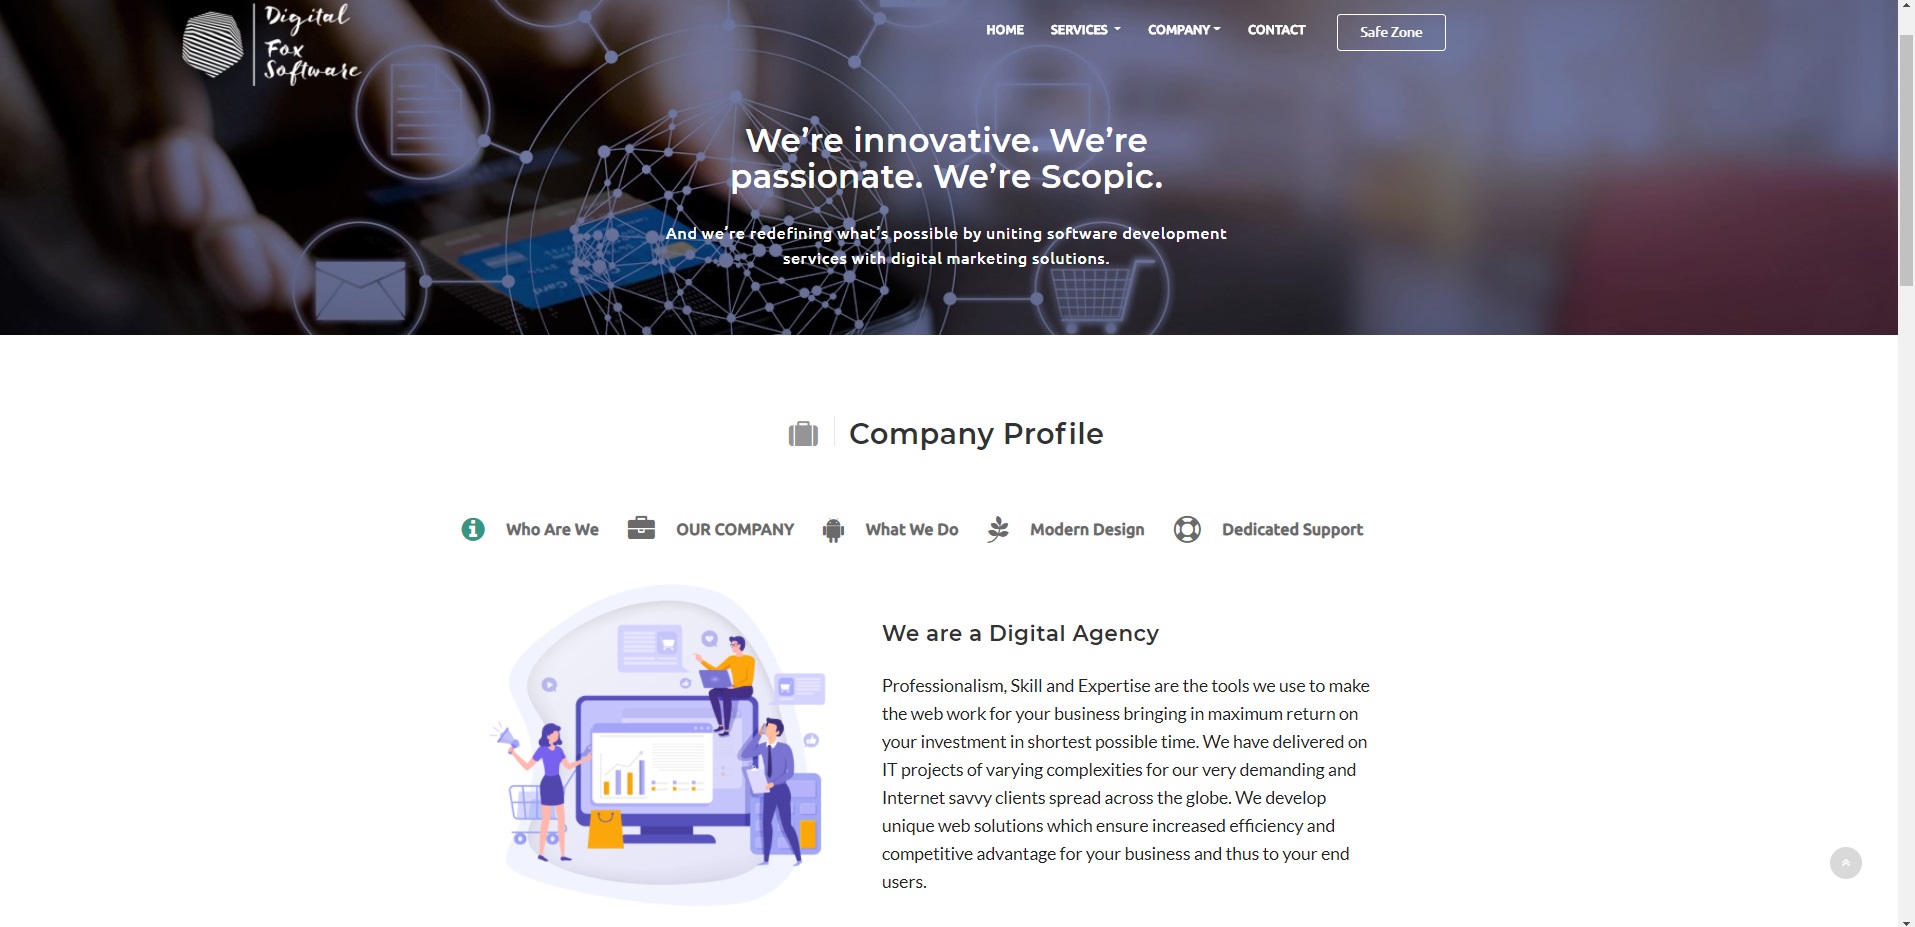 Digital
Fox
Software
HOME SERVICES COMPANY CONTACT Safe Zone
We’re innovative. We’re
passionate. We’re Scopic.
And we’re redefining what’s possible by uniting software development
services with digital marketing solutions.
Company Profile
Who Are We OUR COMPANY What We Do Modern Design Dedicated Support
We are a Digital Agency
Professionalism, Skill and Expertise are the tools we use to make
the web work for your business bringing in maximum return on
your investment in shortest possible time. We have delivered on
IT projects of varying complexities for our very demanding and
Internet savvy clients spread across the globe. We develop
unique web solutions which ensure increased efficiency and
competitive advantage for your business and thus to your end
users.